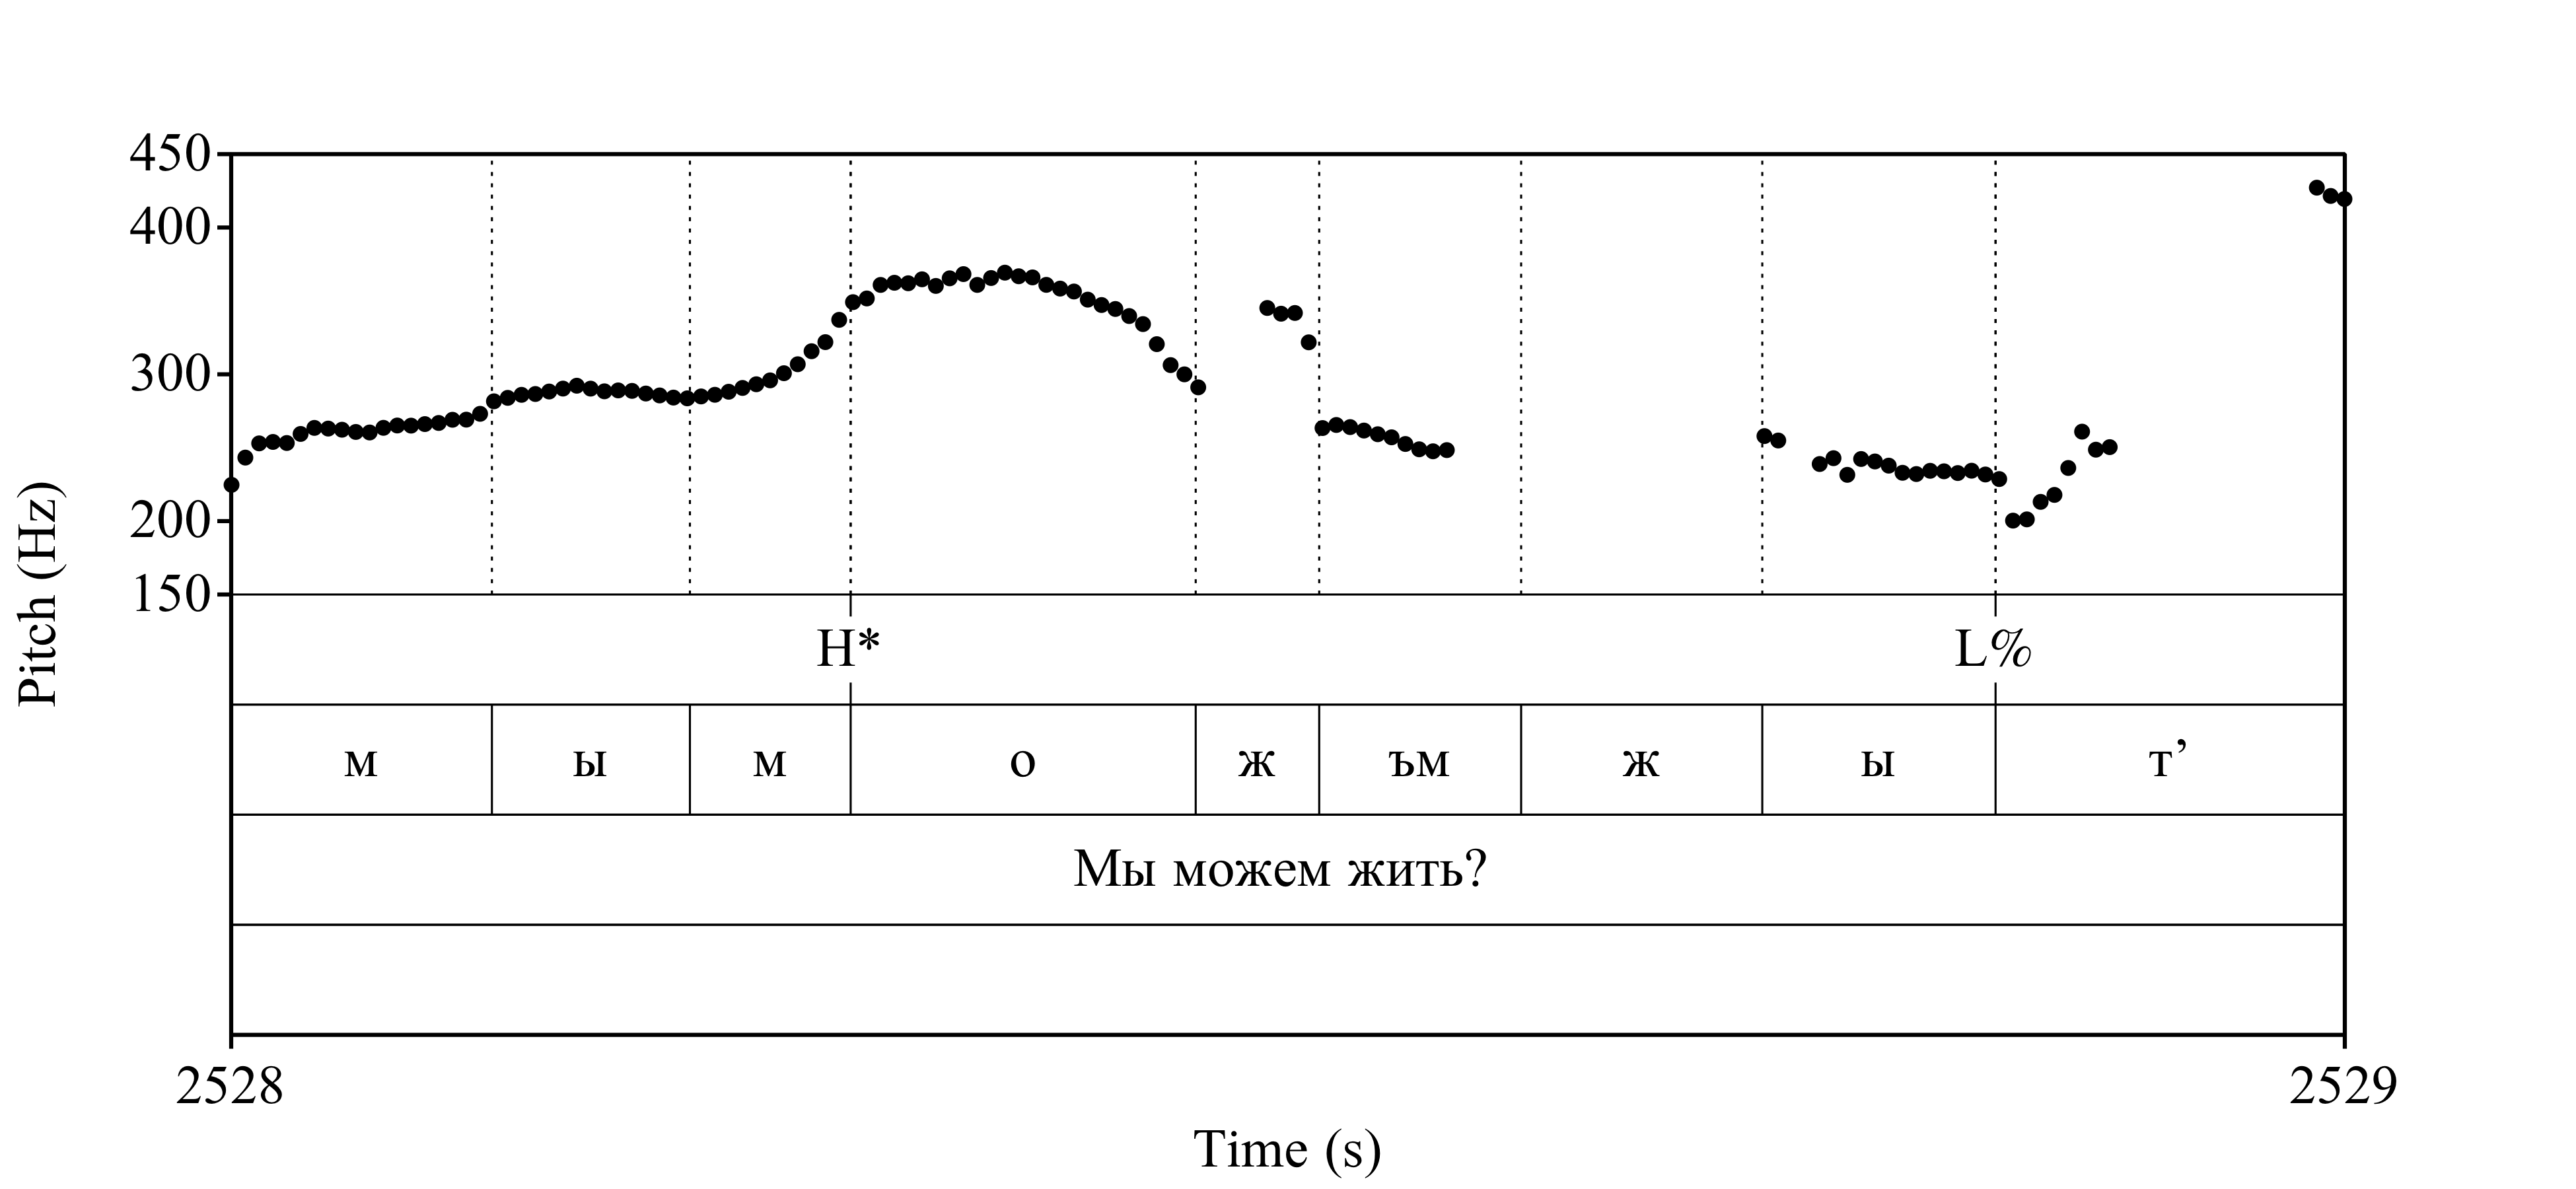 450
400
300
200
150
Pitch (Hz)
H* L%
м ы м о ж ъм ж ы т’
Мы можем жить?
2528 2529
Time (s)